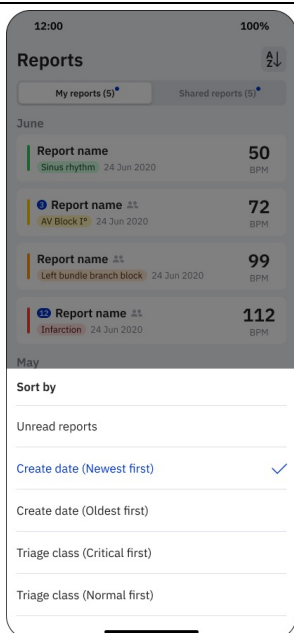 12:00 100%
Reports
A
Z
My reports (5) Shared reports (5)
June
Report name 50
Sinus rhythm 24 Jun 2020 BPM
3 Report name 72
AV Block I° 24 Jun 2020 BPM
Report name 99
Left bundle branch block 24 Jun 2020 BPM
12 Report name 112
Infarction 24 Jun 2020 BPM
May
Sort by
Unread reports
Create date (Newest first)
Create date (Oldest first)
Triage class (Critical first)
Triage class (Normal first)